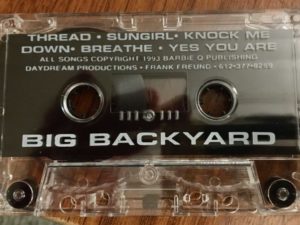 THREAD • SUNGIRL • KNOCK ME
DOWN • BREATHE • YES YOU ARE
ALL SONGS COPYRIGHT 1993 BARBIE Q PUBLISHING
DAYDREAM PRODUCTIONS • FRANK FREUND • 612-377-0289
BIG BACKYARD